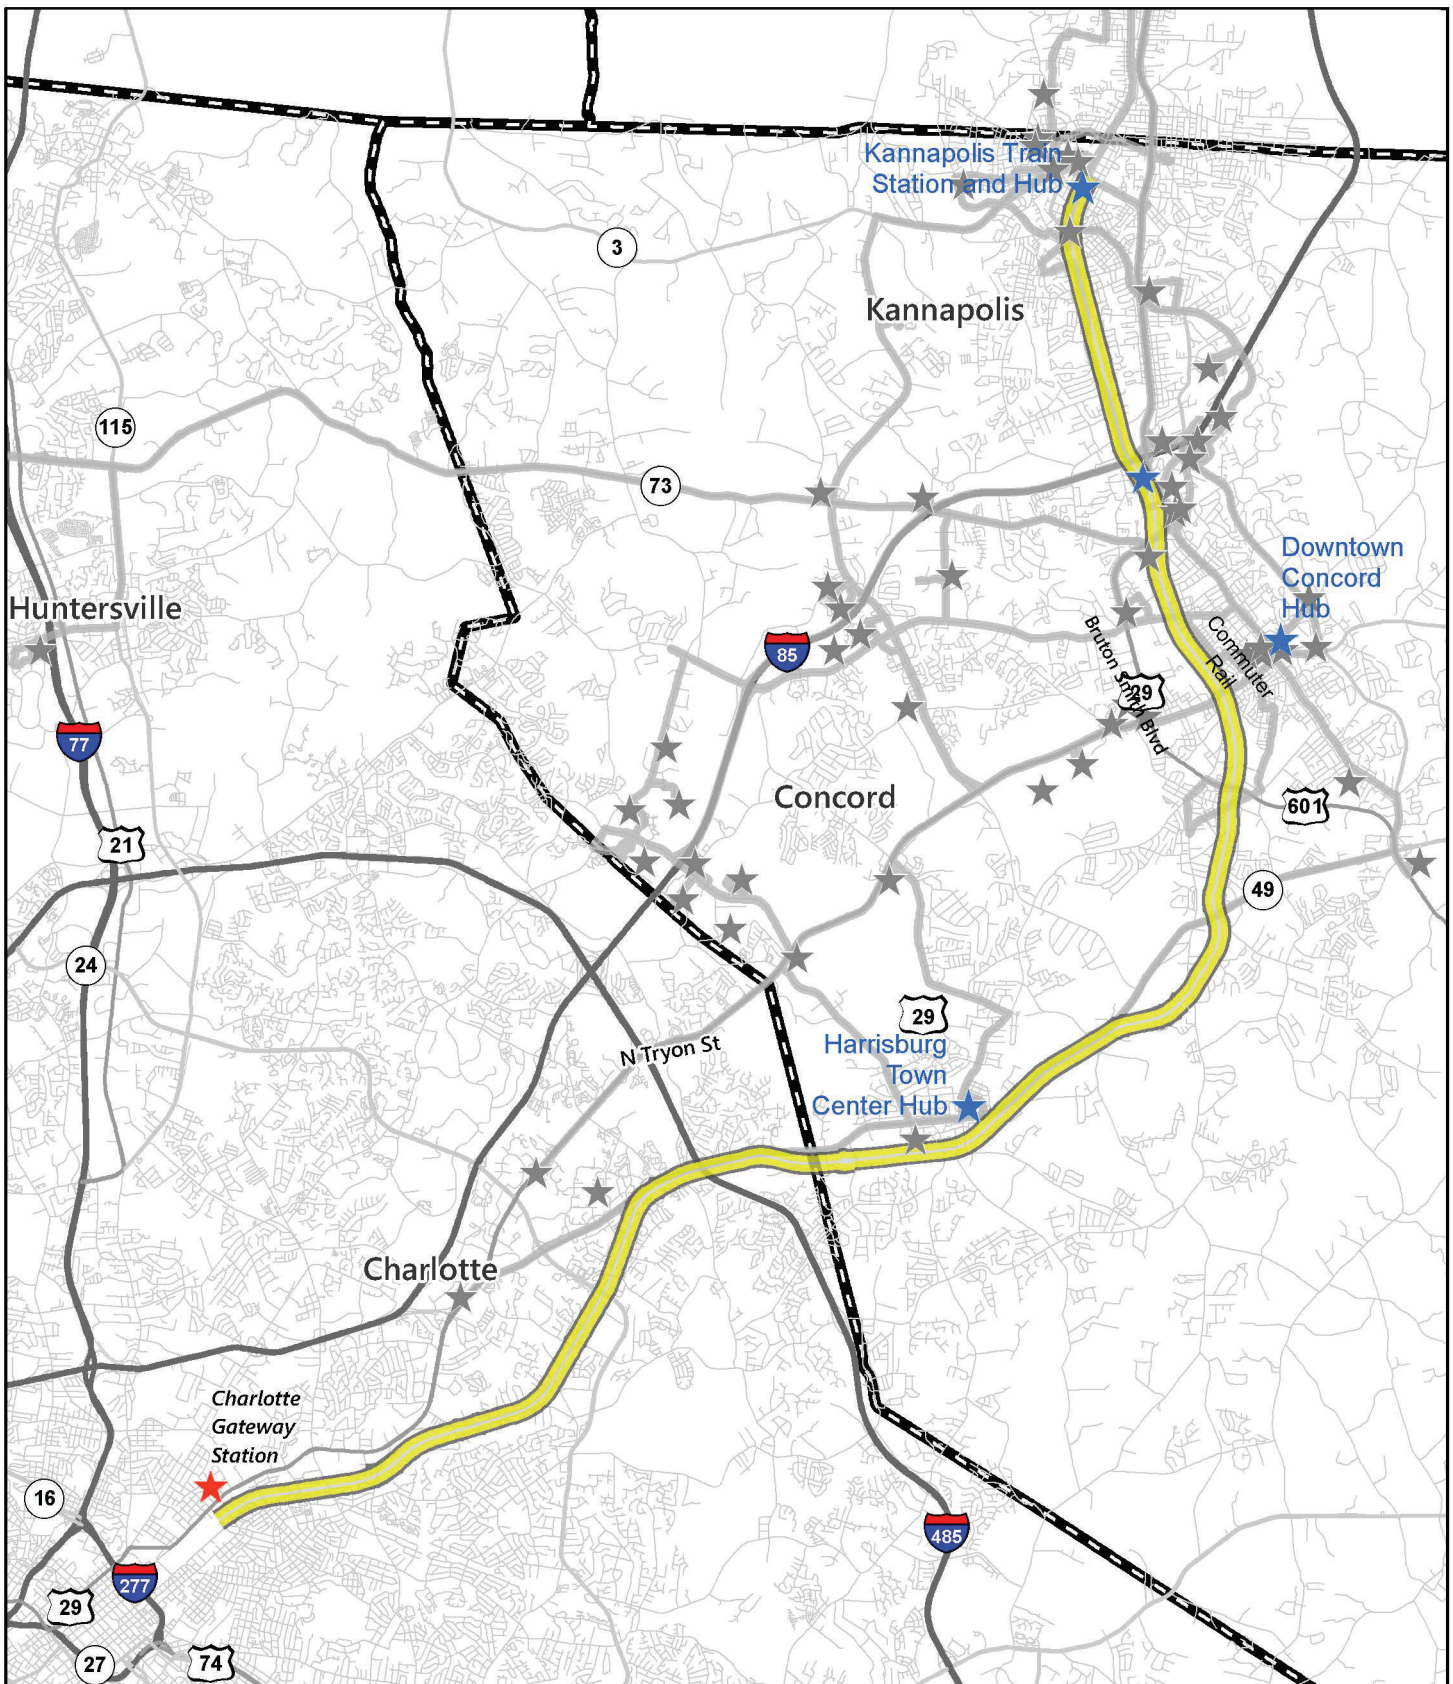 Kannapolis Train
Station and Hub
3
Kannapolis
115
73
Downtown
Concord
Hub
Huntersville
85
Commuter
Rail
Bruton Smith Blvd
29
77
Concord
601
21
49
24
29
N Tryon St
Harrisburg
Town
Center Hub
Charlotte
Charlotte
Gateway
Station
16
485
277
29
27
74